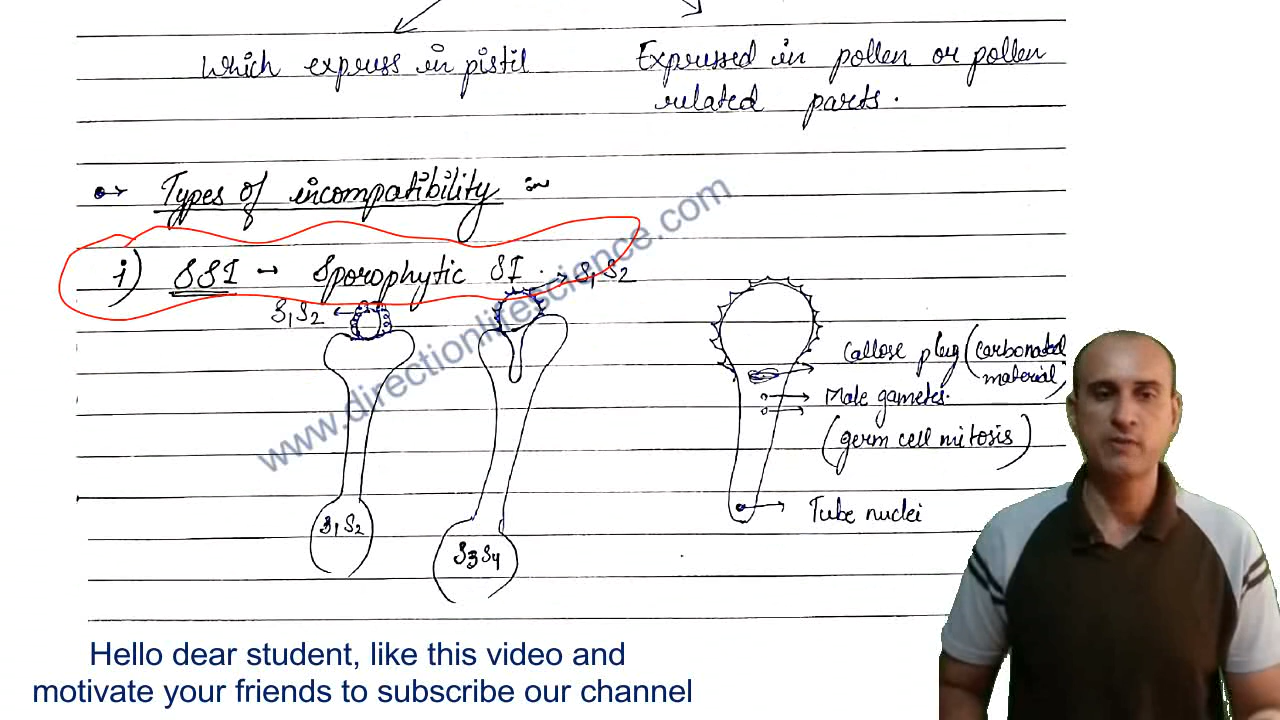 Which express in pistil
Expressed in pollen or pollen
related parts.
Types of incompatibility :~
i) SSI → Sporophytic SI.
S1S2
S1S2
S1S2
S3S4
Callose plug (carbonated
material)
Male gametes.
(germ cell mitosis)
Tube nuclei
www.directionlifescience.com
Hello dear student, like this video and
motivate your friends to subscribe our channel